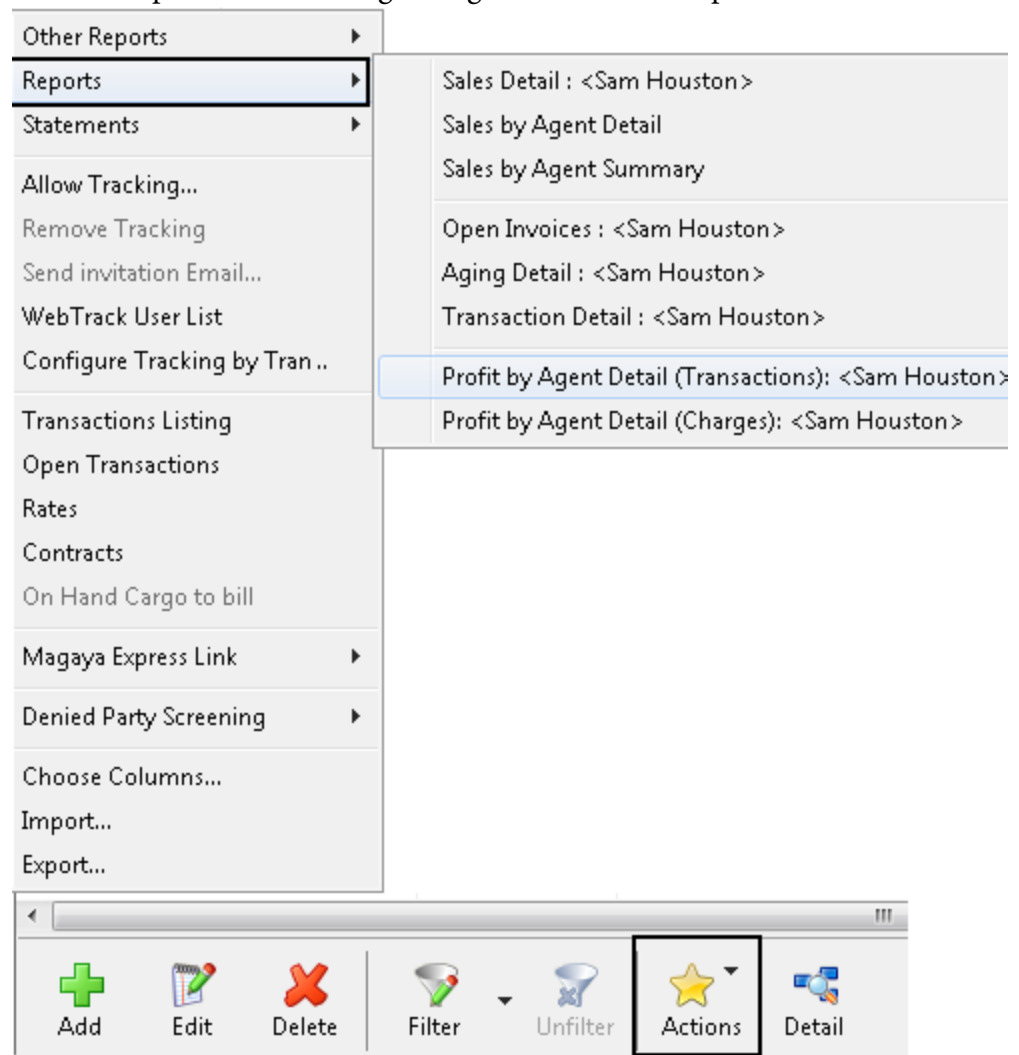 Other Reports
Reports
Statements
Allow Tracking...
Remove Tracking
Send invitation Email...
WebTrack User List
Configure Tracking by Tran ..
Transactions Listing
Open Transactions
Rates
Contracts
On Hand Cargo to bill
Magaya Express Link
Denied Party Screening
Choose Columns...
Import...
Export...
Sales Detail : <Sam Houston>
Sales by Agent Detail
Sales by Agent Summary
Open Invoices : <Sam Houston>
Aging Detail : <Sam Houston>
Transaction Detail : <Sam Houston>
Profit by Agent Detail (Transactions): <Sam Houston>
Profit by Agent Detail (Charges): <Sam Houston>
Add Edit Delete Filter Unfilter Actions Detail